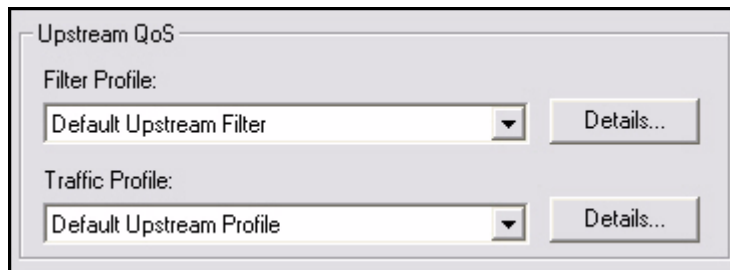 Upstream QoS
Filter Profile:
Default Upstream Filter
Details...
Traffic Profile:
Default Upstream Profile
Details...